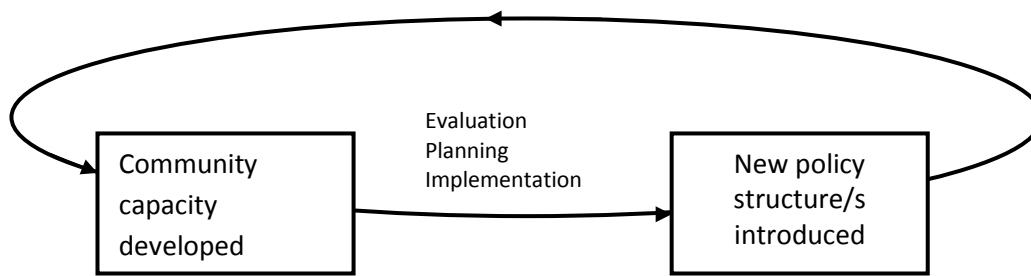 Evaluation
Planning
Implementation
Community
capacity
developed
New policy
structure/s
introduced